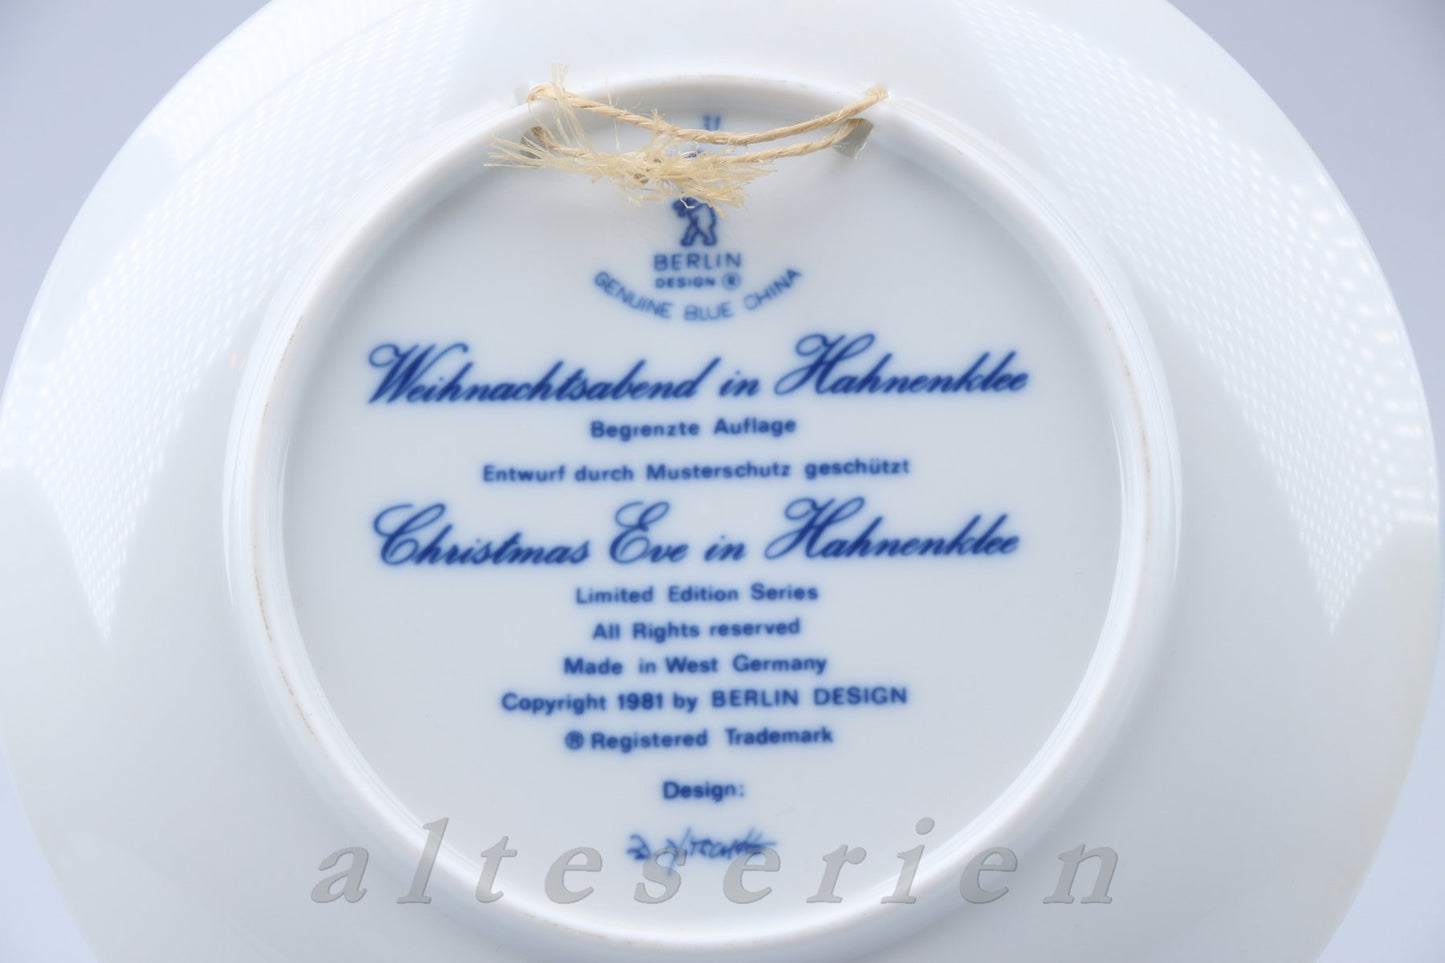 BERLIN
DESIGN ®
GENUINE BLUE CHINA
Weihnachtsabend in Hahnenklee
Begrenzte Auflage
Entwurf durch Musterschutz geschützt
Christmas Eve in Hahnenklee
Limited Edition Series
All Rights reserved
Made in West Germany
Copyright 1981 by BERLIN DESIGN
® Registered Trademark
Design:
alteserien